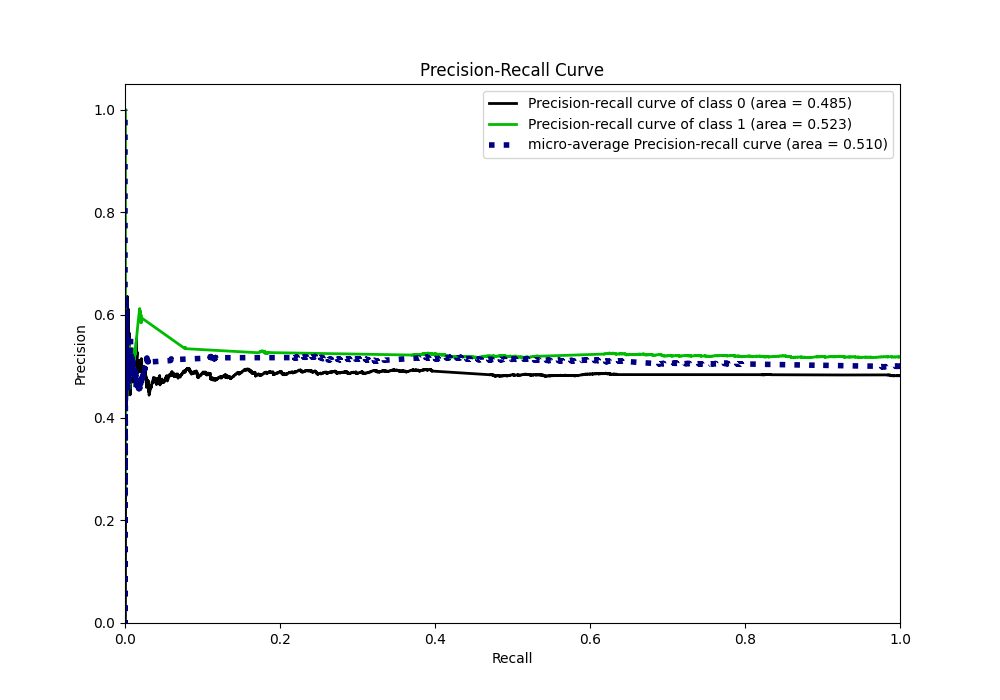 Precision-Recall Curve
Precision-recall curve of class 0 (area = 0.485)
Precision-recall curve of class 1 (area = 0.523)
micro-average Precision-recall curve (area = 0.510)
Precision
1.0
0.8
0.6
0.4
0.2
0.0
0.0 0.2 0.4 0.6 0.8 1.0
Recall